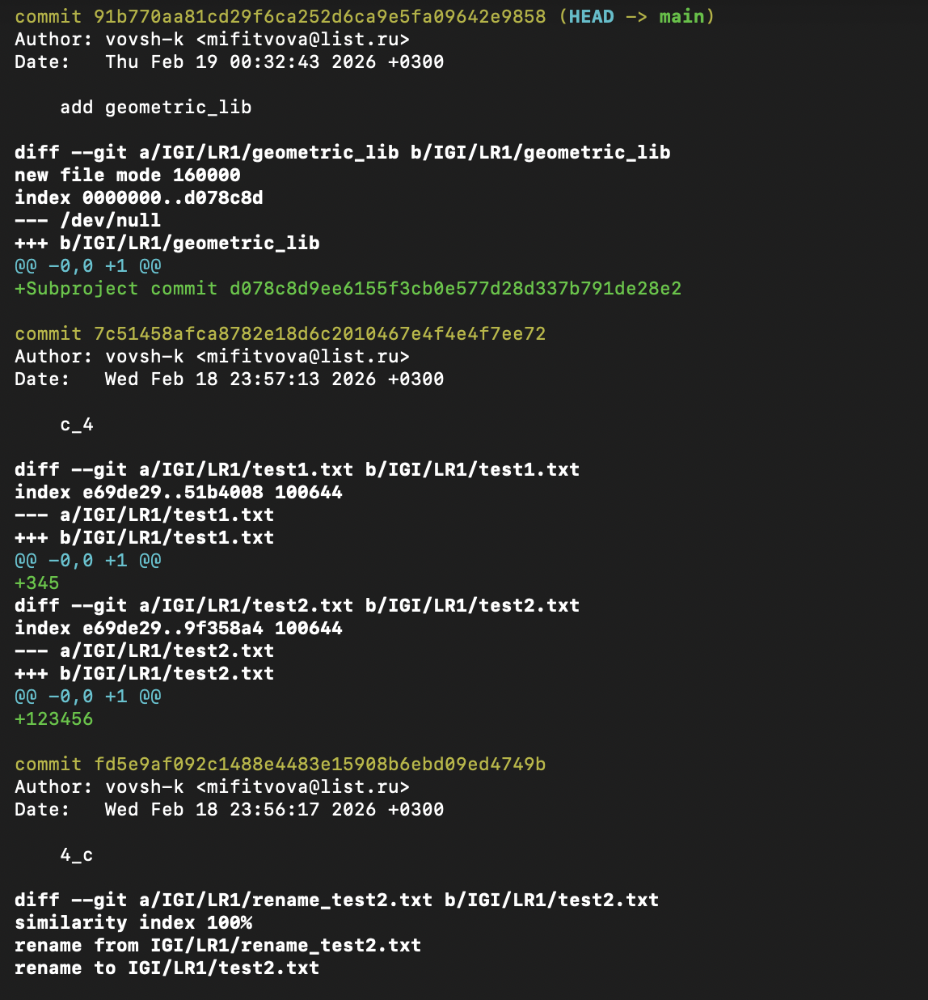 commit 91b770aa81cd29f6ca252d6ca9e5fa09642e9858 (HEAD -> main)
Author: vovsh-k <mifitvova@list.ru>
Date:   Thu Feb 19 00:32:43 2026 +0300

    add geometric_lib

diff --git a/IGI/LR1/geometric_lib b/IGI/LR1/geometric_lib
new file mode 160000
index 0000000..d078c8d
--- /dev/null
+++ b/IGI/LR1/geometric_lib
@@ -0,0 +1 @@
+Subproject commit d078c8d9ee6155f3cb0e577d28d337b791de28e2

commit 7c51458afca8782e18d6c2010467e4f4e4f7ee72
Author: vovsh-k <mifitvova@list.ru>
Date:   Wed Feb 18 23:57:13 2026 +0300

    c_4

diff --git a/IGI/LR1/test1.txt b/IGI/LR1/test1.txt
index e69de29..51b4008 100644
--- a/IGI/LR1/test1.txt
+++ b/IGI/LR1/test1.txt
@@ -0,0 +1 @@
+345
diff --git a/IGI/LR1/test2.txt b/IGI/LR1/test2.txt
index e69de29..9f358a4 100644
--- a/IGI/LR1/test2.txt
+++ b/IGI/LR1/test2.txt
@@ -0,0 +1 @@
+123456

commit fd5e9af092c1488e4483e15908b6ebd09ed4749b
Author: vovsh-k <mifitvova@list.ru>
Date:   Wed Feb 18 23:56:17 2026 +0300

    4_c

diff --git a/IGI/LR1/rename_test2.txt b/IGI/LR1/test2.txt
similarity index 100%
rename from IGI/LR1/rename_test2.txt
rename to IGI/LR1/test2.txt